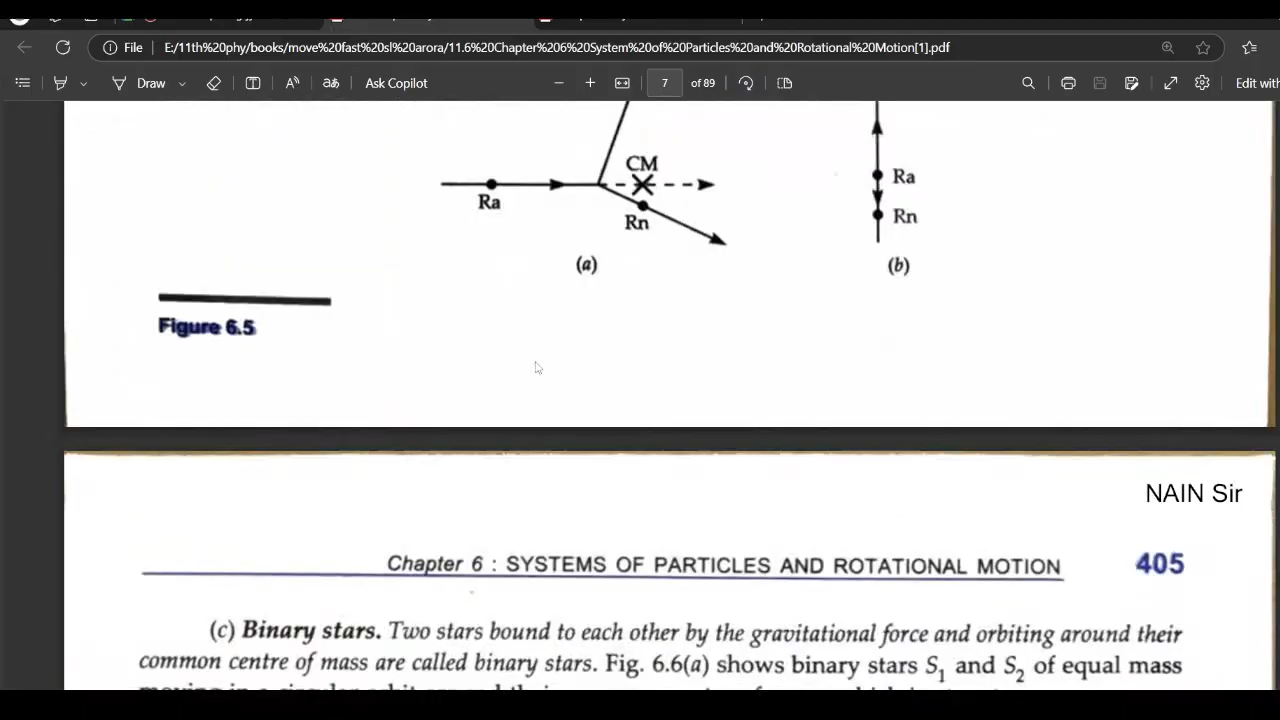 File E:/11th%20phy/books/move%20fast%20sl%20arora/11.6%20Chapter%206%20System%20of%20Particles%20and%20Rotational%20Motion[1].pdf
Draw aあ Ask Copilot 7 of 89 Edit with
CM
Ra
Rn
(a)
Ra
Rn
(b)
Figure 6.5
NAIN Sir
Chapter 6 : SYSTEMS OF PARTICLES AND ROTATIONAL MOTION 405
(c) Binary stars. Two stars bound to each other by the gravitational force and orbiting around their
common centre of mass are called binary stars. Fig. 6.6(a) shows binary stars S1 and S2 of equal mass